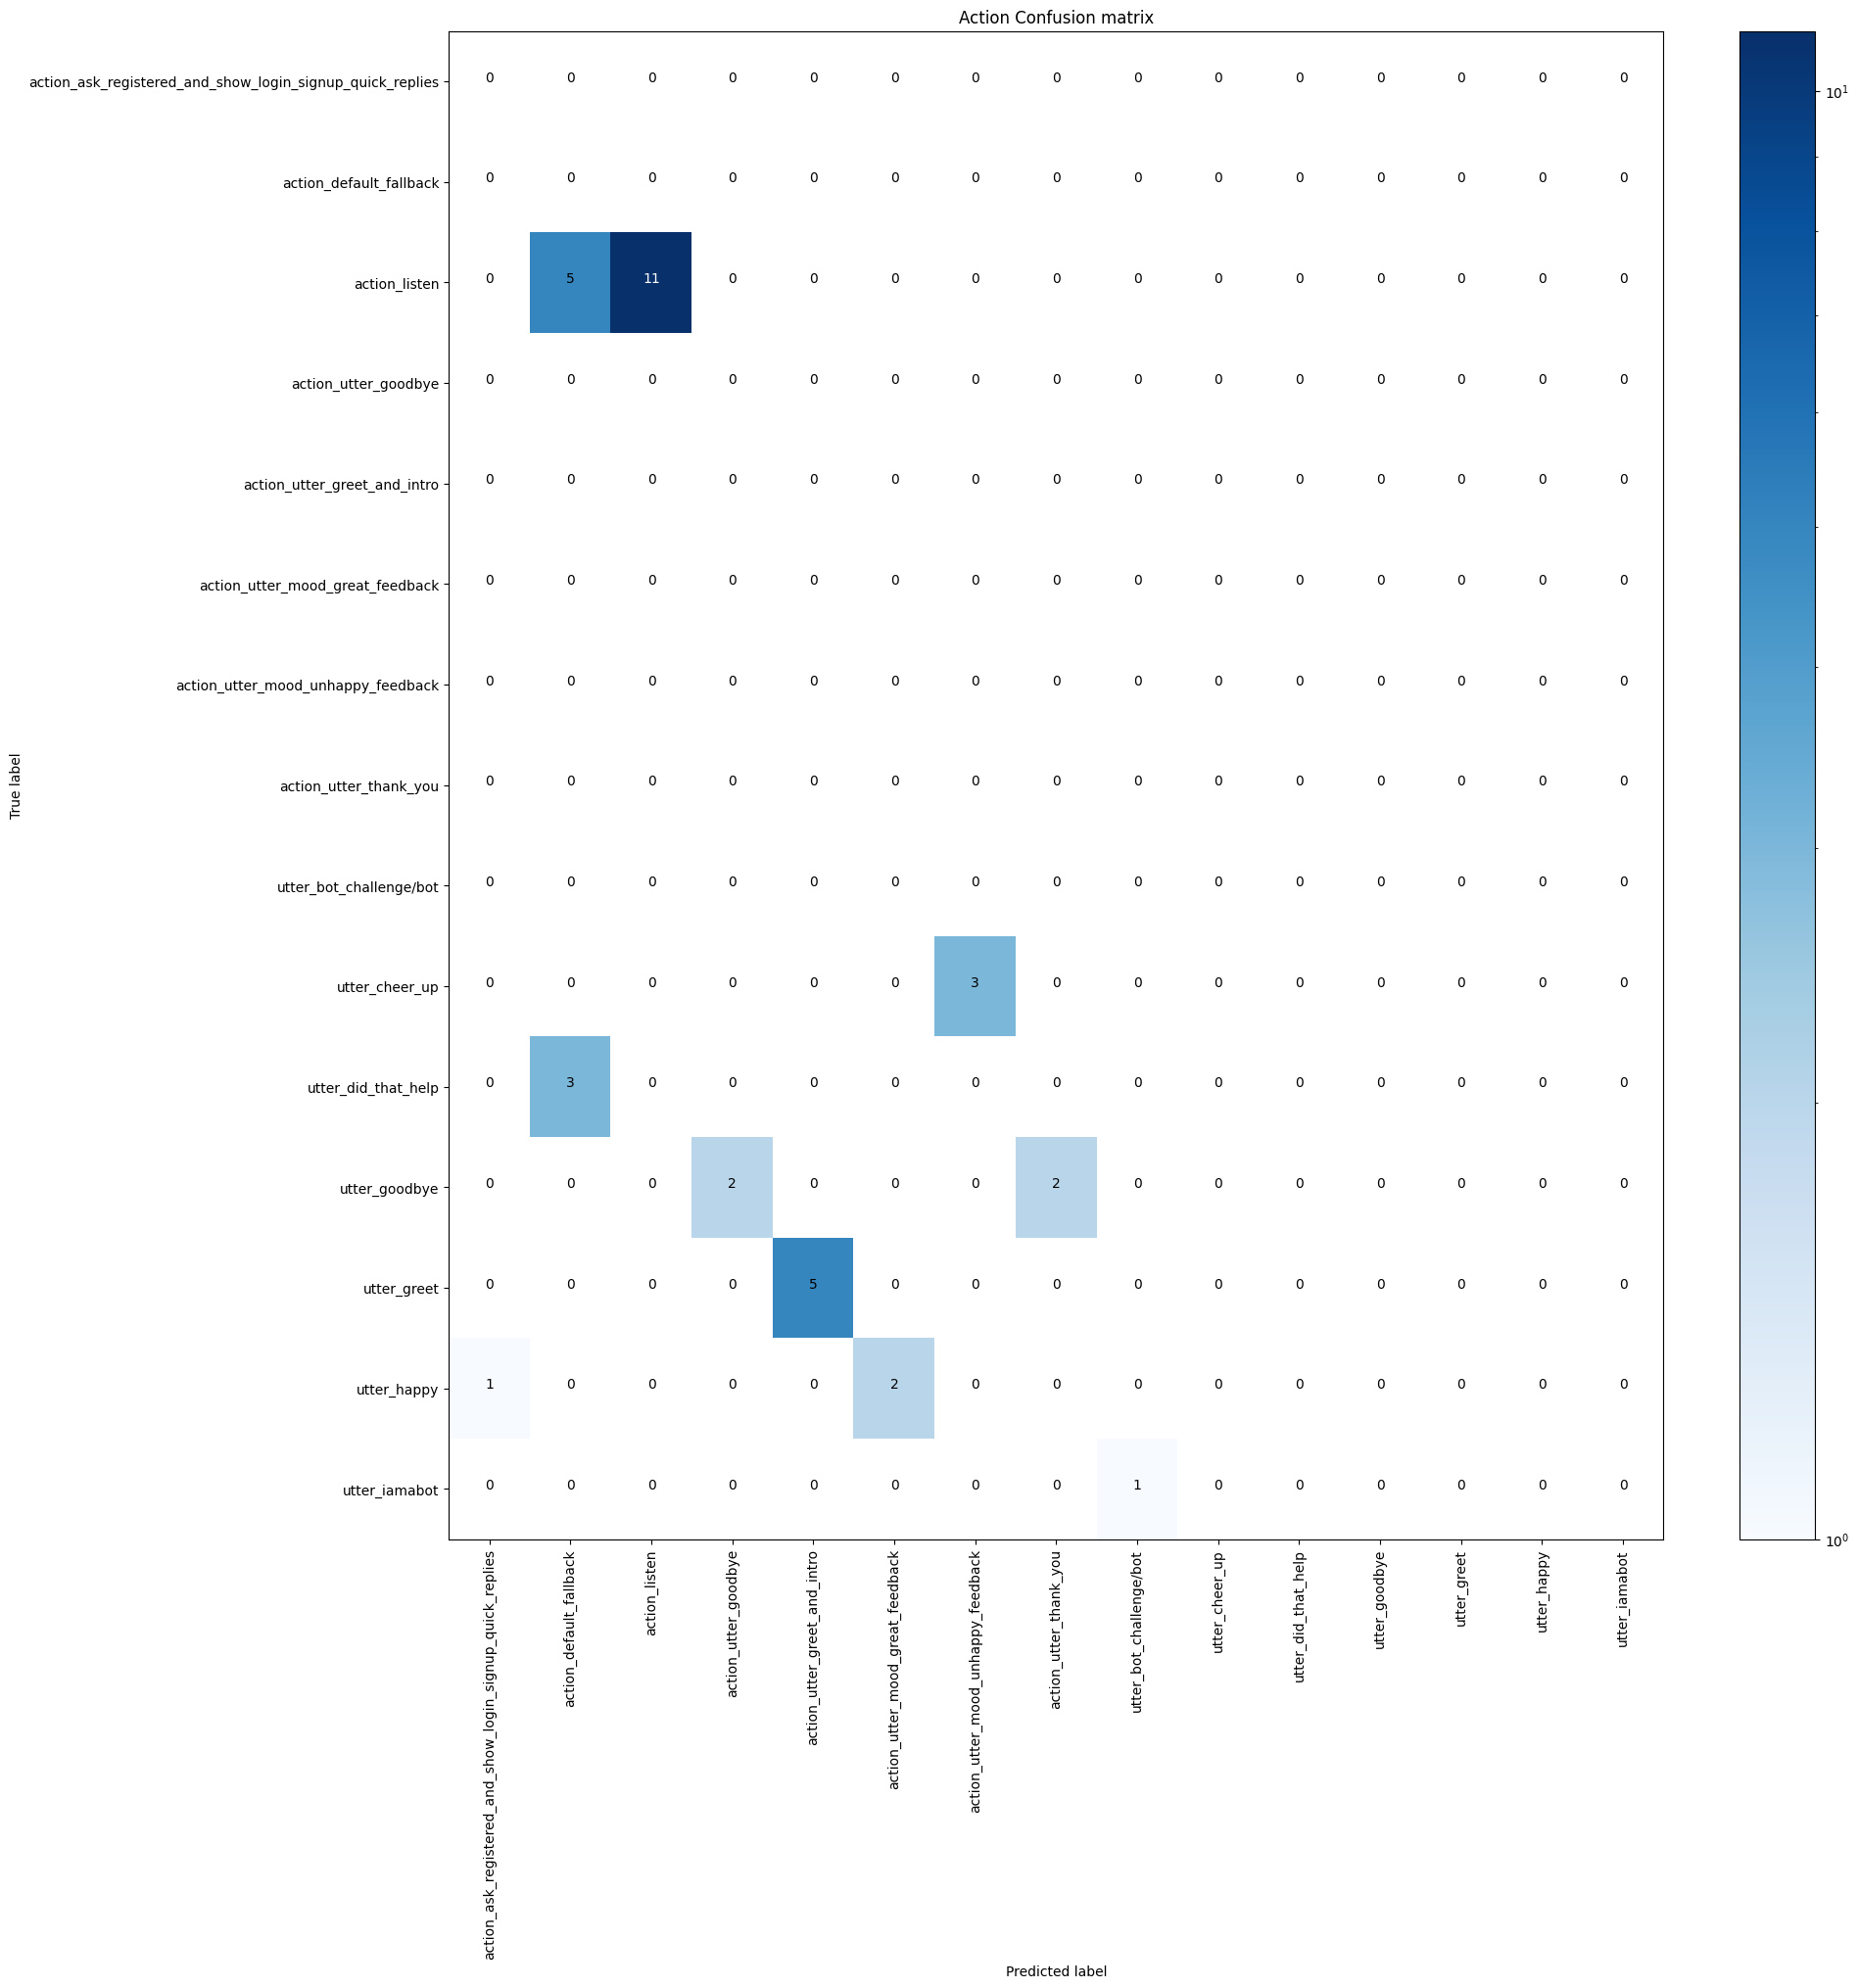 Action Confusion matrix
action_ask_registered_and_show_login_signup_quick_replies 0 0 0 0 0 0 0 0 0 0 0 0 0 0 0
action_default_fallback 0 0 0 0 0 0 0 0 0 0 0 0 0 0 0
action_listen 0 5 11 0 0 0 0 0 0 0 0 0 0 0 0
action_utter_goodbye 0 0 0 0 0 0 0 0 0 0 0 0 0 0 0
action_utter_greet_and_intro 0 0 0 0 0 0 0 0 0 0 0 0 0 0 0
action_utter_mood_great_feedback 0 0 0 0 0 0 0 0 0 0 0 0 0 0 0
action_utter_mood_unhappy_feedback 0 0 0 0 0 0 0 0 0 0 0 0 0 0 0
action_utter_thank_you 0 0 0 0 0 0 0 0 0 0 0 0 0 0 0
utter_bot_challenge/bot 0 0 0 0 0 0 0 0 0 0 0 0 0 0 0
utter_cheer_up 0 0 0 0 0 0 3 0 0 0 0 0 0 0 0
utter_did_that_help 0 3 0 0 0 0 0 0 0 0 0 0 0 0 0
utter_goodbye 0 0 0 2 0 0 0 2 0 0 0 0 0 0 0
utter_greet 0 0 0 0 5 0 0 0 0 0 0 0 0 0 0
utter_happy 1 0 0 0 0 2 0 0 0 0 0 0 0 0 0
utter_iamabot 0 0 0 0 0 0 0 0 1 0 0 0 0 0 0
True label
action_ask_registered_and_show_login_signup_quick_replies
action_default_fallback
action_listen
action_utter_goodbye
action_utter_greet_and_intro
action_utter_mood_great_feedback
action_utter_mood_unhappy_feedback
action_utter_thank_you
utter_bot_challenge/bot
utter_cheer_up
utter_did_that_help
utter_goodbye
utter_greet
utter_happy
utter_iamabot
Predicted label
10¹
10⁰